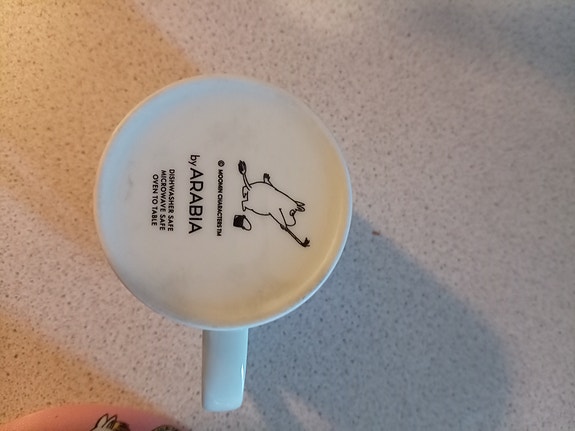 © MOOMIN CHARACTERS™
by ARABIA
DISHWASHER SAFE
MICROWAVE SAFE
OVEN TO TABLE